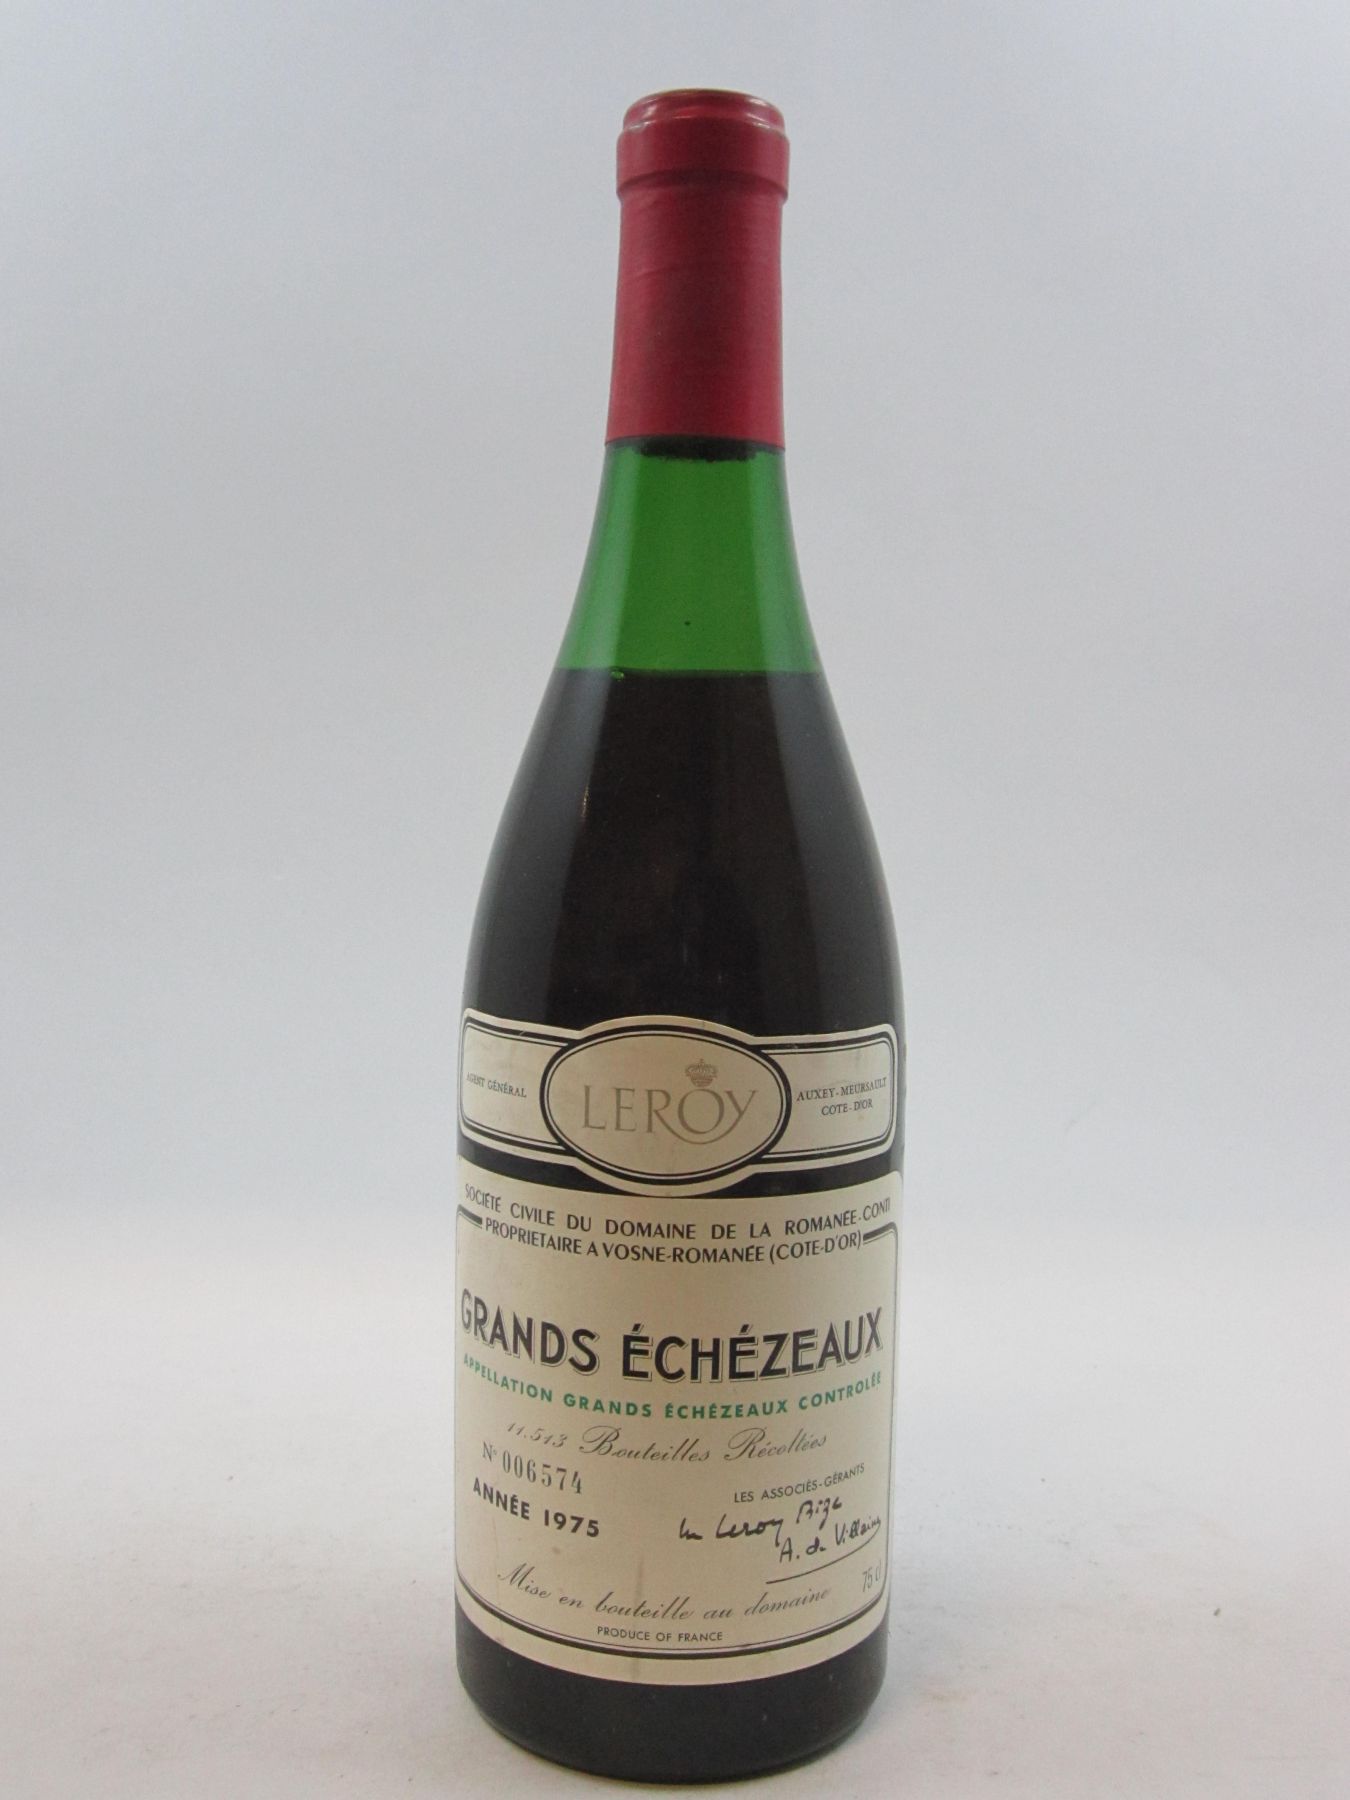 AGENT GÉNÉRAL
LEROY
AUXEY-MEURSAULT
COTE-D'OR
SOCIÉTÉ CIVILE DU DOMAINE DE LA ROMANÉE-CONTI
PROPRIETAIRE A VOSNE-ROMANÉE (COTE-D'OR)
GRANDS ÉCHÉZEAUX
APPELLATION GRANDS ÉCHÉZEAUX CONTROLÉE
11.513 Bouteilles Récoltées
N° 006574
ANNÉE 1975
LES ASSOCIÉS-GÉRANTS
Leroy Bize
A. de Villaine
Mise en bouteille au domaine
75 cl
PRODUCE OF FRANCE